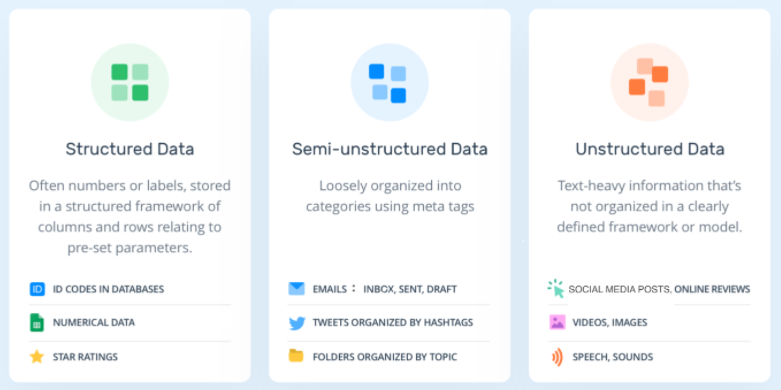 Structured Data
Often numbers or labels, stored
in a structured framework of
columns and rows relating to
pre-set parameters.
ID ID CODES IN DATABASES
NUMERICAL DATA
STAR RATINGS
Semi-unstructured Data
Loosely organized into
categories using meta tags
EMAILS : INBOX, SENT, DRAFT
TWEETS ORGANIZED BY HASHTAGS
FOLDERS ORGANIZED BY TOPIC
Unstructured Data
Text-heavy information that's
not organized in a clearly
defined framework or model.
SOCIAL MEDIA POSTS, ONLINE REVIEWS
VIDEOS, IMAGES
SPEECH, SOUNDS